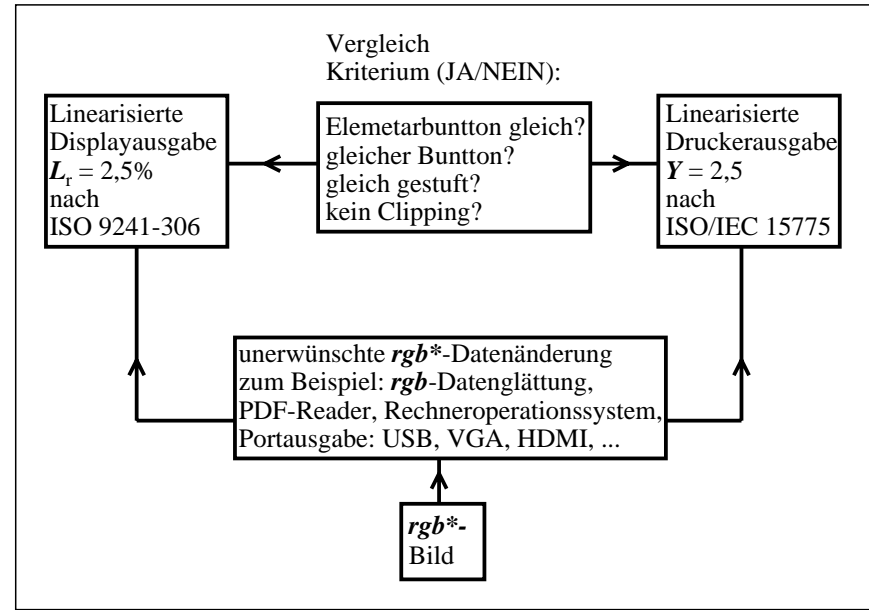 Vergleich
Kriterium (JA/NEIN):
Linearisierte
Displayausgabe
Lr = 2,5%
nach
ISO 9241-306
Elemetarbuntton gleich?
gleicher Buntton?
gleich gestuft?
kein Clipping?
Linearisierte
Druckerausgabe
Y = 2,5
nach
ISO/IEC 15775
unerwünschte rgb*-Datenänderung
zum Beispiel: rgb-Datenglättung,
PDF-Reader, Rechneroperationssystem,
Portausgabe: USB, VGA, HDMI, ...
rgb*-
Bild